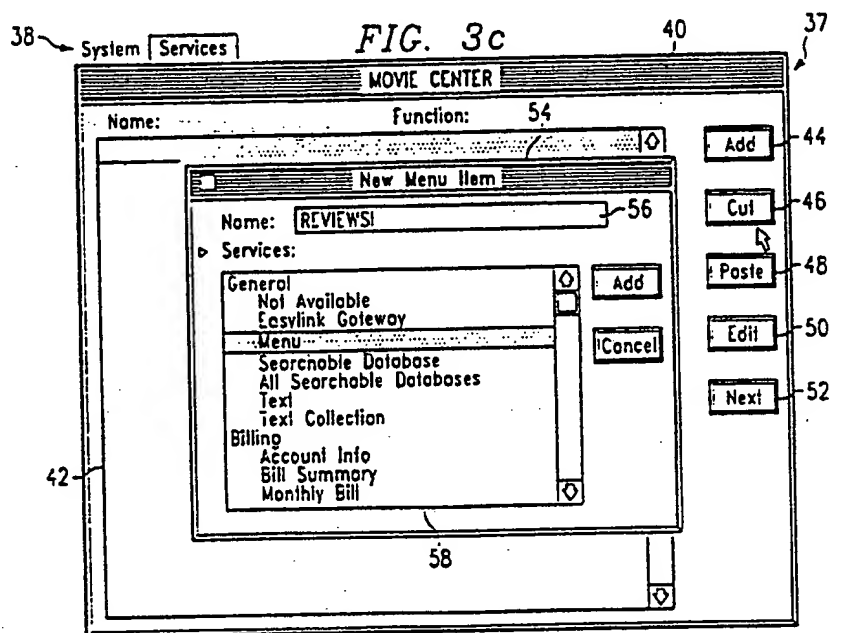 FIG. 3c
38
System
Services
40
37
MOVIE CENTER
Name:
Function:
54
Add
44
New Menu Item
Name:
REVIEWS!
56
Cut
46
Services:
General
Not Available
Easylink Gateway
Menu
Searchable Database
All Searchable Databases
Text
Text Collection
Billing
Account Info
Bill Summary
Monthly Bill
Add
Cancel
Paste
48
Edit
50
Next
52
42
58